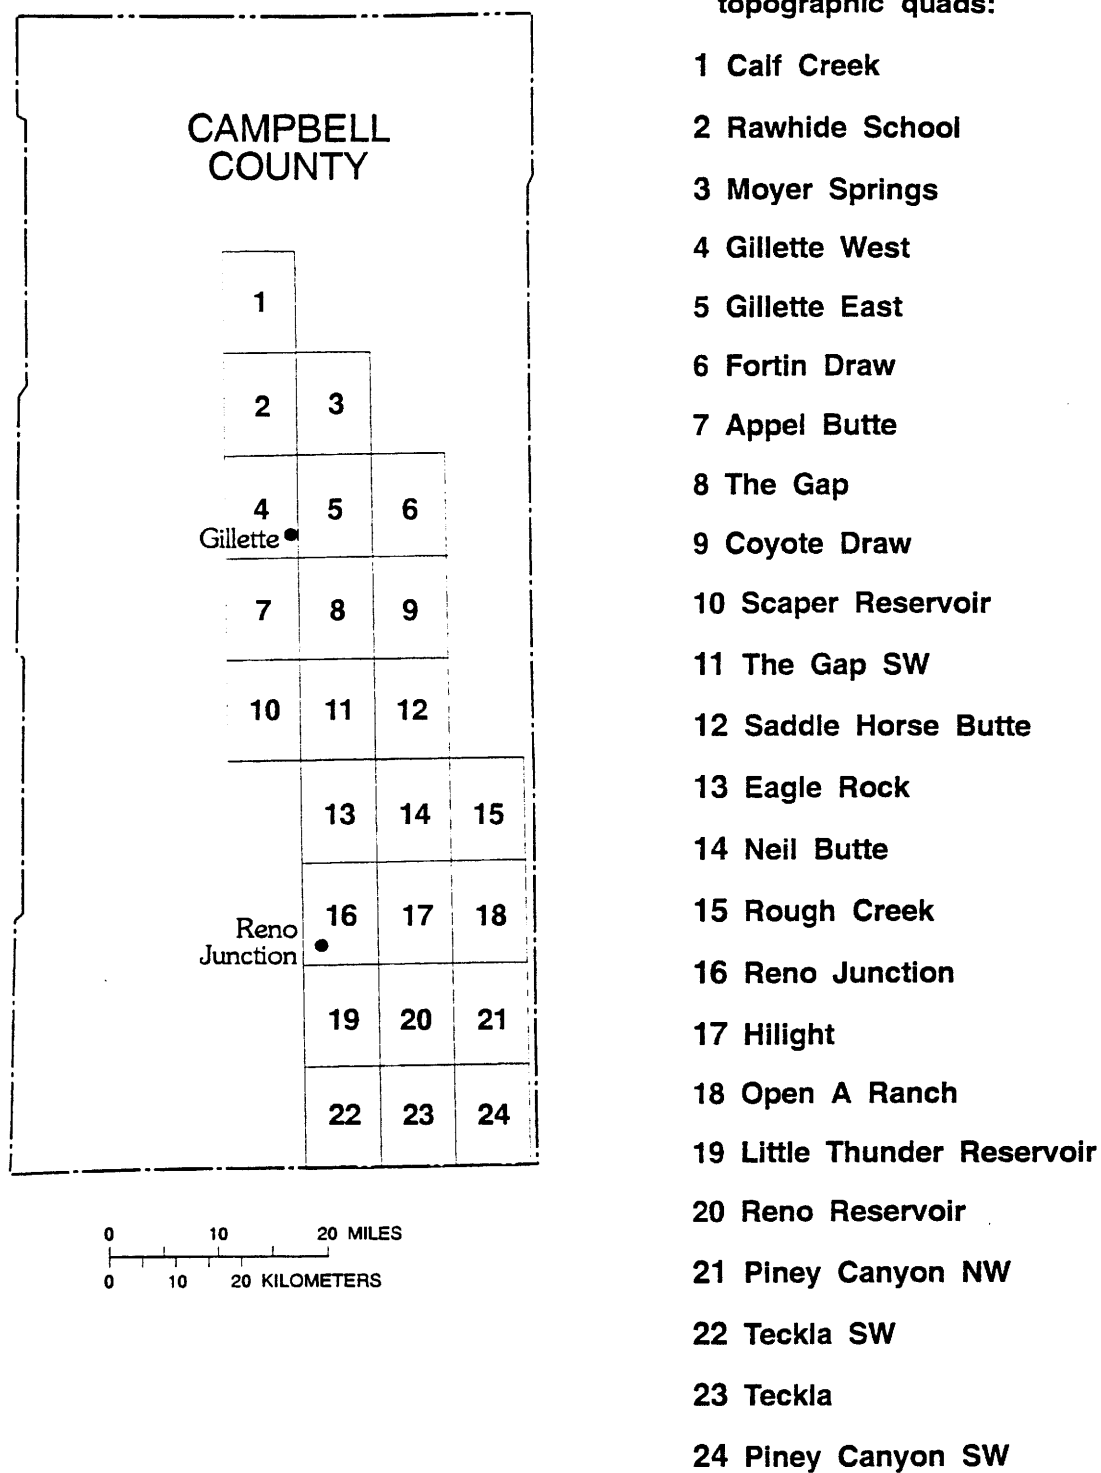 topographic quads:
CAMPBELL
COUNTY
1
2 3
4 5 6
Gillette
7 8 9
10 11 12
13 14 15
16 17 18
Reno
Junction
19 20 21
22 23 24
0 10 20 MILES
0 10 20 KILOMETERS
1 Calf Creek
2 Rawhide School
3 Moyer Springs
4 Gillette West
5 Gillette East
6 Fortin Draw
7 Appel Butte
8 The Gap
9 Coyote Draw
10 Scaper Reservoir
11 The Gap SW
12 Saddle Horse Butte
13 Eagle Rock
14 Neil Butte
15 Rough Creek
16 Reno Junction
17 Hilight
18 Open A Ranch
19 Little Thunder Reservoir
20 Reno Reservoir
21 Piney Canyon NW
22 Teckla SW
23 Teckla
24 Piney Canyon SW